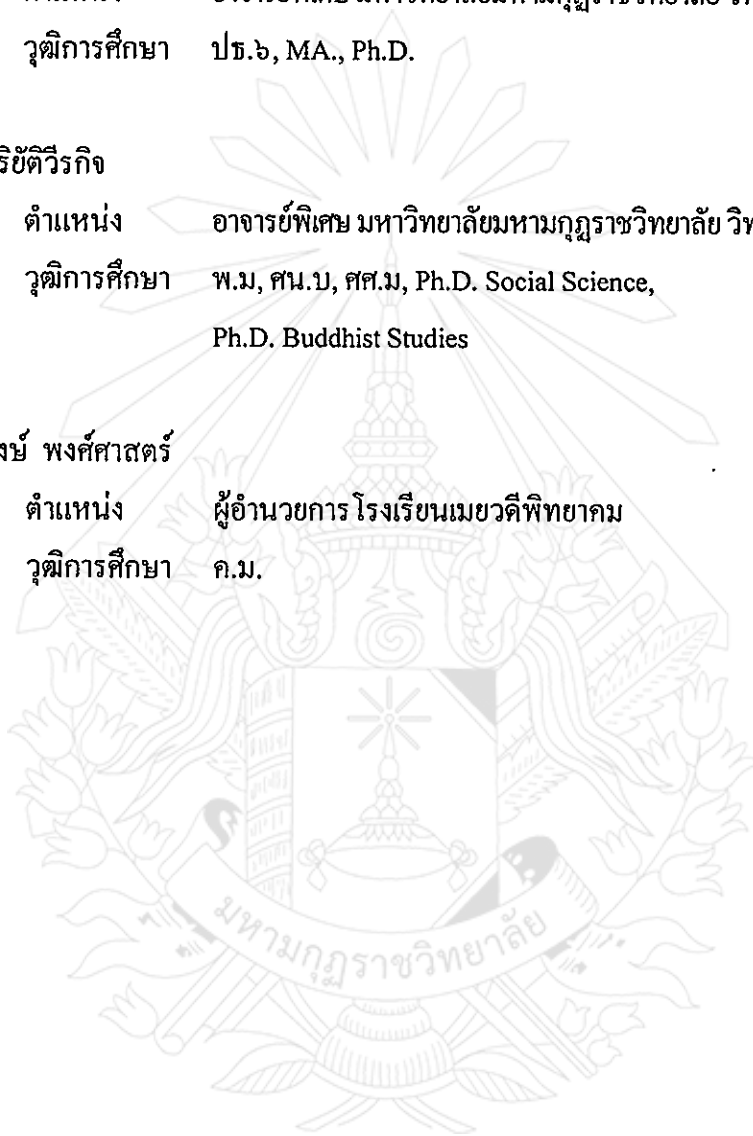 วุฒิการศึกษา ปธ.๖, MA., Ph.D.
ริยัติวีรกิจ
ตำแหน่ง อาจารย์พิเศษ มหาวิทยาลัยมหามกุฏราชวิทยาลัย
วุฒิการศึกษา พ.ม, ศน.บ, ศศ.ม, Ph.D. Social Science,
Ph.D. Buddhist Studies
พงศ์ศาสตร์
ตำแหน่ง ผู้อำนวยการโรงเรียนเมยวดีพิทยาคม
วุฒิการศึกษา ค.ม.
มหามกุฏราชวิทยาลัย